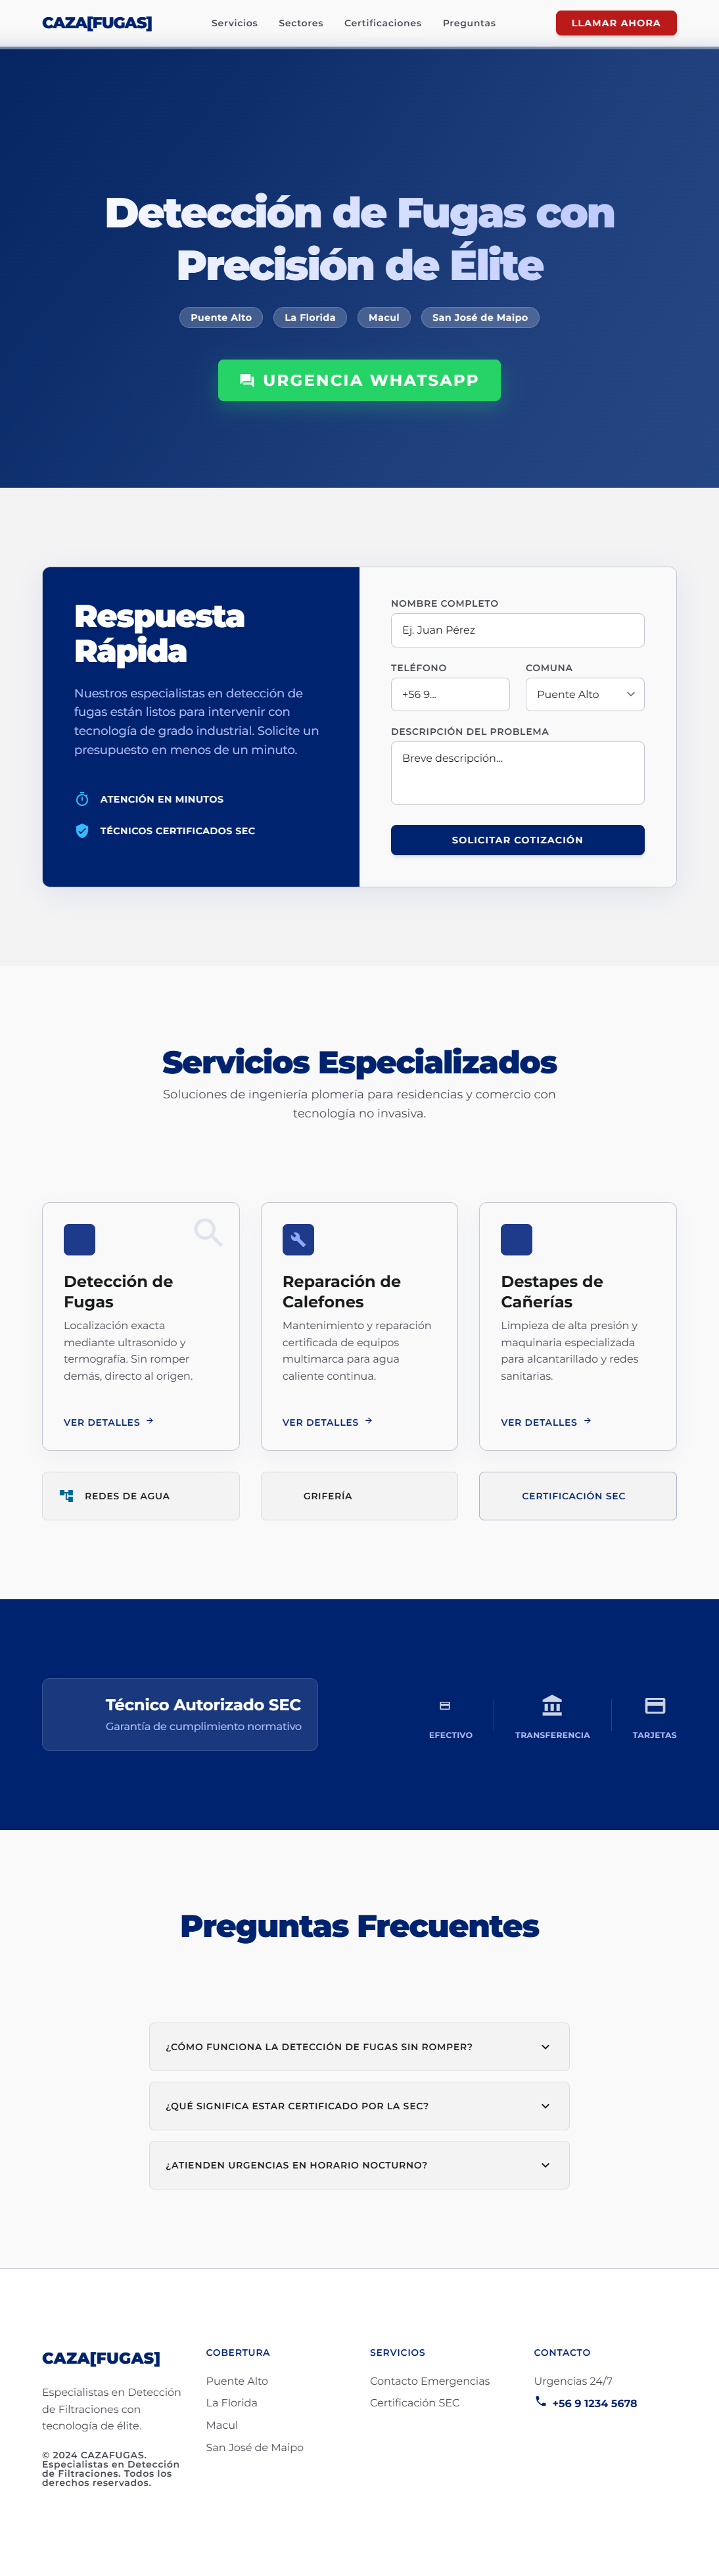 CAZA[FUGAS]
Servicios
Sectores
Certificaciones
Preguntas
LLAMAR AHORA
Detección de Fugas con
Precisión de Élite
Puente Alto
La Florida
Macul
San José de Maipo
URGENCIA WHATSAPP
Respuesta
Rápida
Nuestros especialistas en detección de
fugas están listos para intervenir con
tecnología de grado industrial. Solicite un
presupuesto en menos de un minuto.
ATENCIÓN EN MINUTOS
TÉCNICOS CERTIFICADOS SEC
NOMBRE COMPLETO
Ej. Juan Pérez
TELÉFONO
COMUNA
+56 9...
Puente Alto
DESCRIPCIÓN DEL PROBLEMA
Breve descripción...
SOLICITAR COTIZACIÓN
Servicios Especializados
Soluciones de ingeniería plomería para residencias y comercio con
tecnología no invasiva.
Detección de
Fugas
Localización exacta
mediante ultrasonido y
termografía. Sin romper
demás, directo al origen.
VER DETALLES
Reparación de
Calefones
Mantenimiento y reparación
certificada de equipos
multimarca para agua
caliente continua.
VER DETALLES
Destapes de
Cañerías
Limpieza de alta presión y
maquinaria especializada
para alcantarillado y redes
sanitarias.
VER DETALLES
REDES DE AGUA
GRIFERÍA
CERTIFICACIÓN SEC
Técnico Autorizado SEC
Garantía de cumplimiento normativo
EFECTIVO
TRANSFERENCIA
TARJETAS
Preguntas Frecuentes
¿CÓMO FUNCIONA LA DETECCIÓN DE FUGAS SIN ROMPER?
¿QUÉ SIGNIFICA ESTAR CERTIFICADO POR LA SEC?
¿ATIENDEN URGENCIAS EN HORARIO NOCTURNO?
CAZA[FUGAS]
Especialistas en Detección
de Filtraciones con
tecnología de élite.
© 2024 CAZAFUGAS.
Especialistas en Detección
de Filtraciones. Todos los
derechos reservados.
COBERTURA
Puente Alto
La Florida
Macul
San José de Maipo
SERVICIOS
Contacto Emergencias
Certificación SEC
CONTACTO
Urgencias 24/7
+56 9 1234 5678